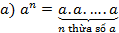 a) aⁿ = a.a.….a
n thừa số a